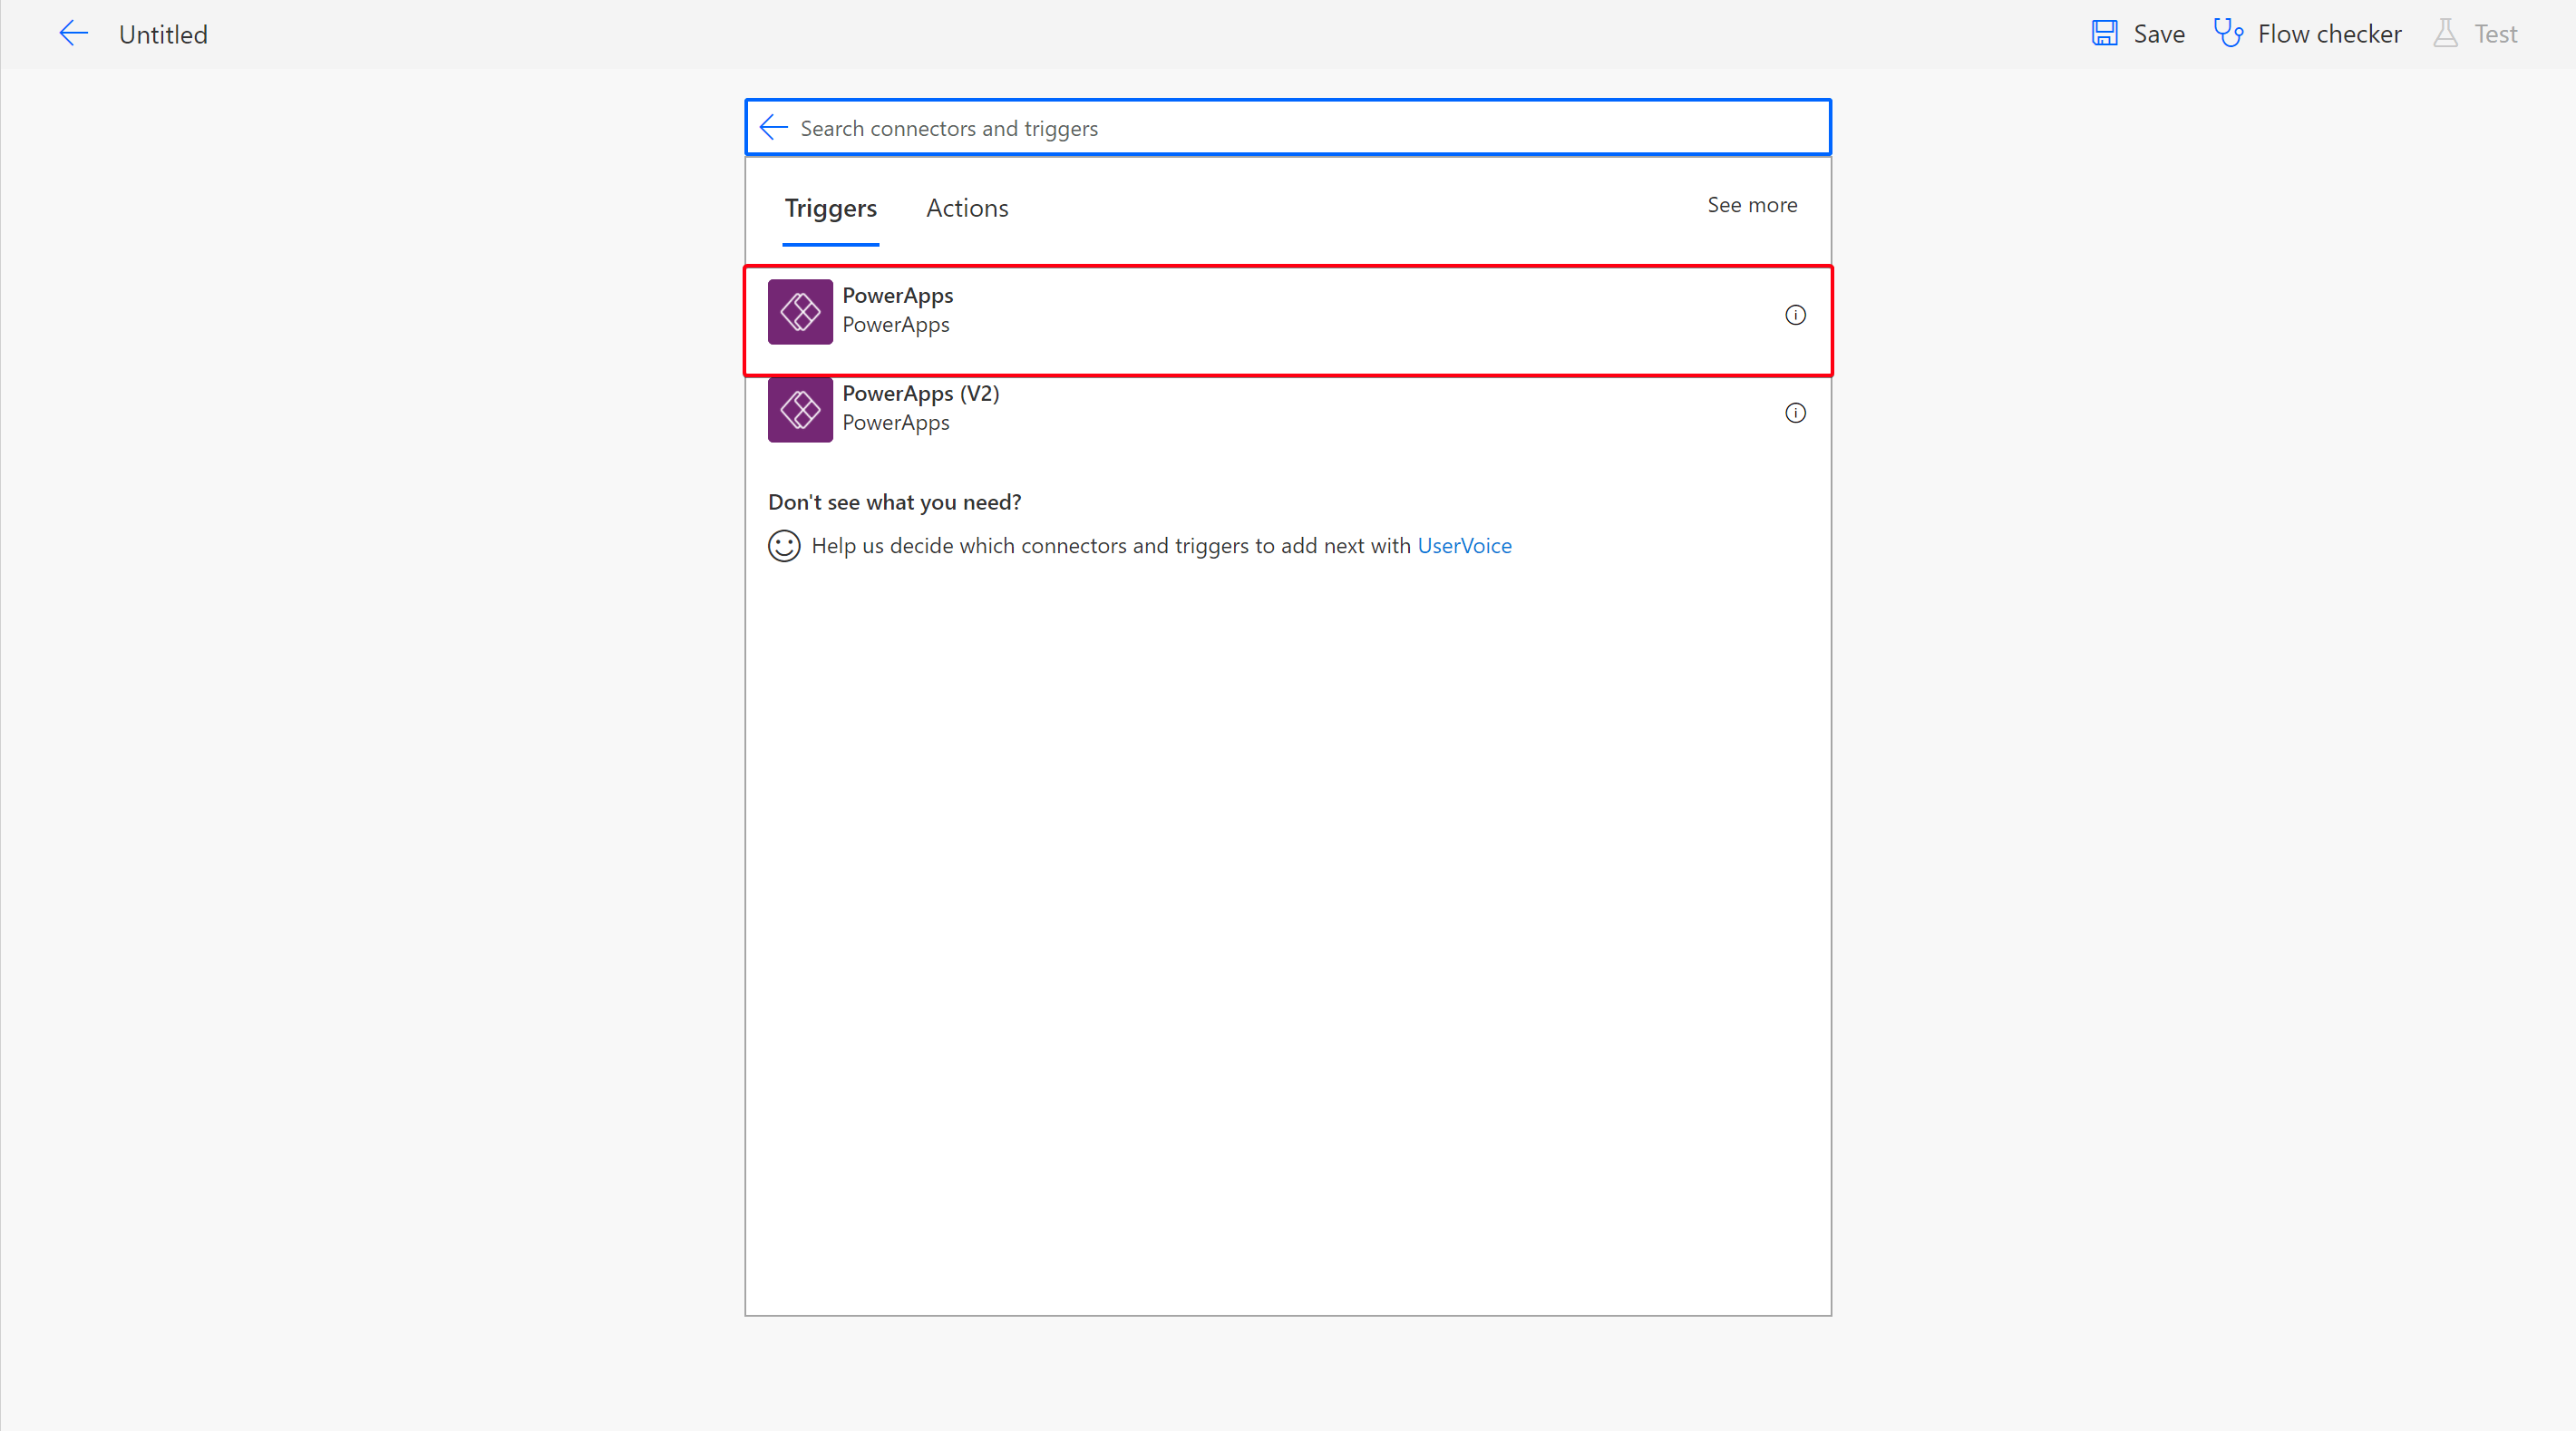 Untitled
Save
Flow checker
Test
Search connectors and triggers
Triggers
Actions
See more
PowerApps
PowerApps
PowerApps (V2)
PowerApps
Don't see what you need?
Help us decide which connectors and triggers to add next with UserVoice